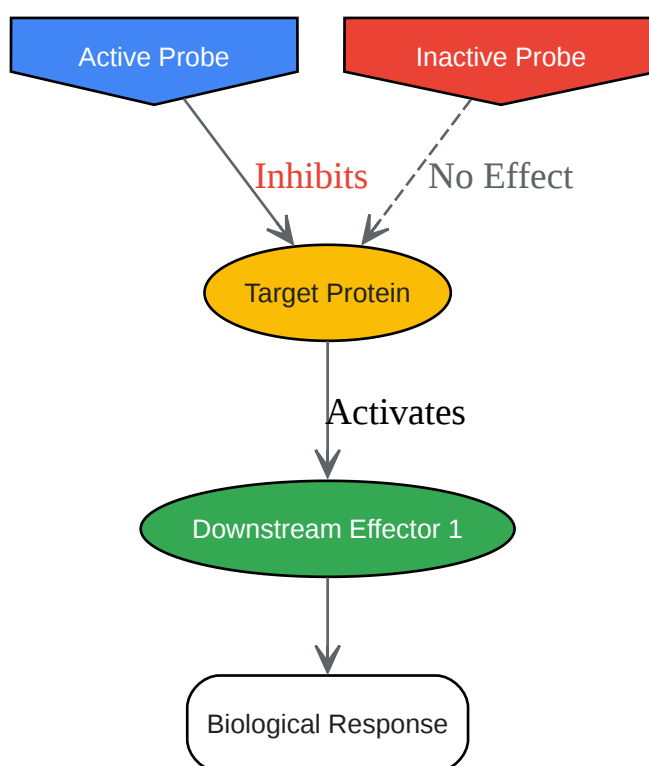 Active Probe
Inactive Probe
Inhibits
No Effect
Target Protein
Activates
Downstream Effector 1
Biological Response